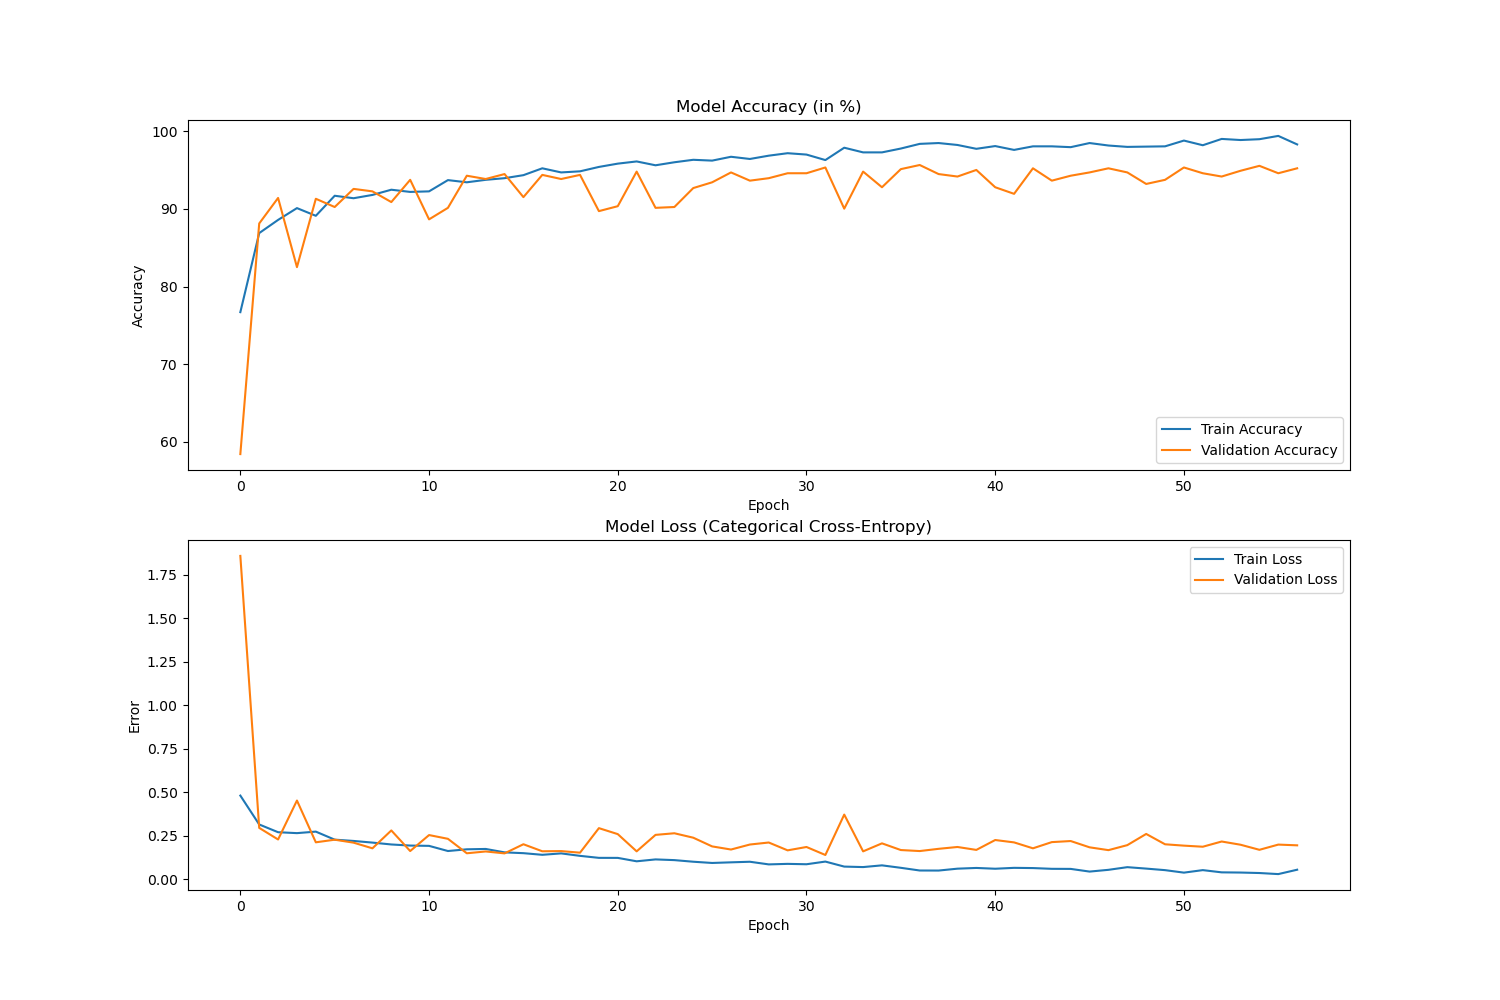 Model Accuracy (in %)
100
90
80
70
60
Accuracy
Train Accuracy
Validation Accuracy
0 10 20 30 40 50
Epoch
Model Loss (Categorical Cross-Entropy)
Train Loss
Validation Loss
1.75
1.50
1.25
1.00
0.75
0.50
0.25
0.00
Error
0 10 20 30 40 50
Epoch